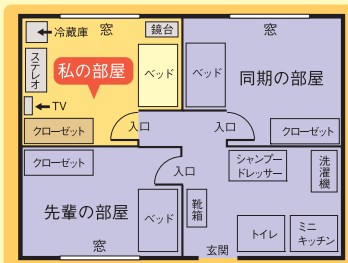 冷蔵庫
窓
鏡台
窓
ステレオ
私の部屋
ベッド
ベッド
同期の部屋
TV
クローゼット
入口
入口
クローゼット
クローゼット
入口
シャンプー
ドレッサー
洗濯機
先輩の部屋
ベッド
靴箱
トイレ
ミニ
キッチン
窓
玄関